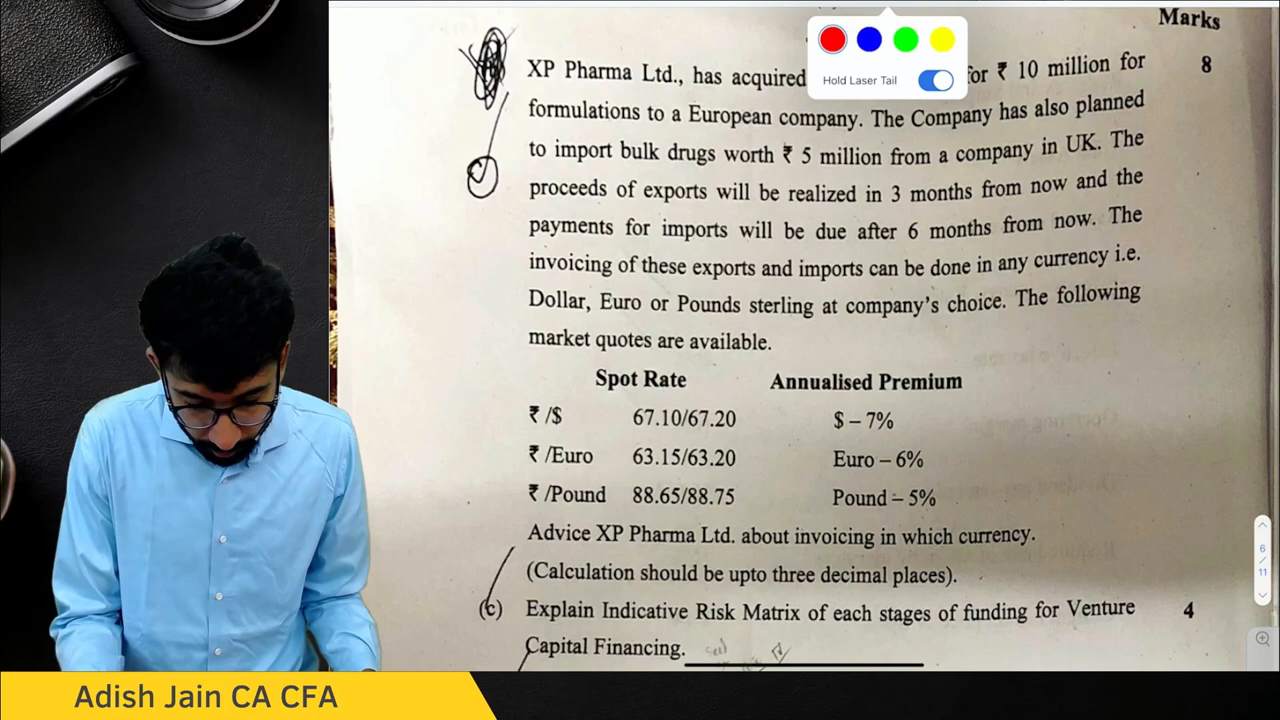 Marks
XP Pharma Ltd., has acquired for ₹ 10 million for 8
Hold Laser Tail
formulations to a European company. The Company has also planned
to import bulk drugs worth ₹ 5 million from a company in UK. The
proceeds of exports will be realized in 3 months from now and the
payments for imports will be due after 6 months from now. The
invoicing of these exports and imports can be done in any currency i.e.
Dollar, Euro or Pounds sterling at company's choice. The following
market quotes are available.
Spot Rate Annualised Premium
₹ /$ 67.10/67.20 $ – 7%
₹ /Euro 63.15/63.20 Euro – 6%
₹ /Pound 88.65/88.75 Pound – 5%
Advice XP Pharma Ltd. about invoicing in which currency.
(Calculation should be upto three decimal places).
(c) Explain Indicative Risk Matrix of each stages of funding for Venture 4
Capital Financing.
6
/
11
Adish Jain CA CFA